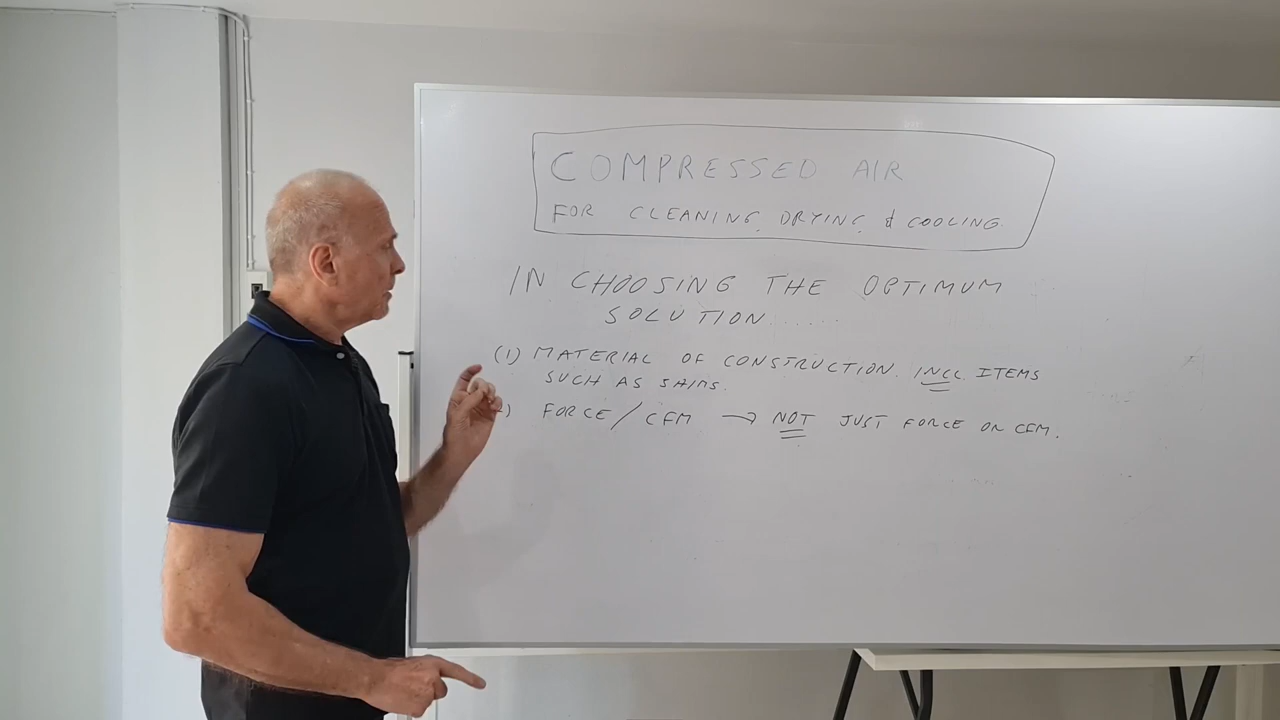 COMPRESSED AIR
FOR CLEANING, DRYING, & COOLING
IN CHOOSING THE OPTIMUM
SOLUTION......
(1) MATERIAL OF CONSTRUCTION. INCL. ITEMS
SUCH AS SHIMS.
) FORCE/CFM → NOT JUST FORCE OR CFM.